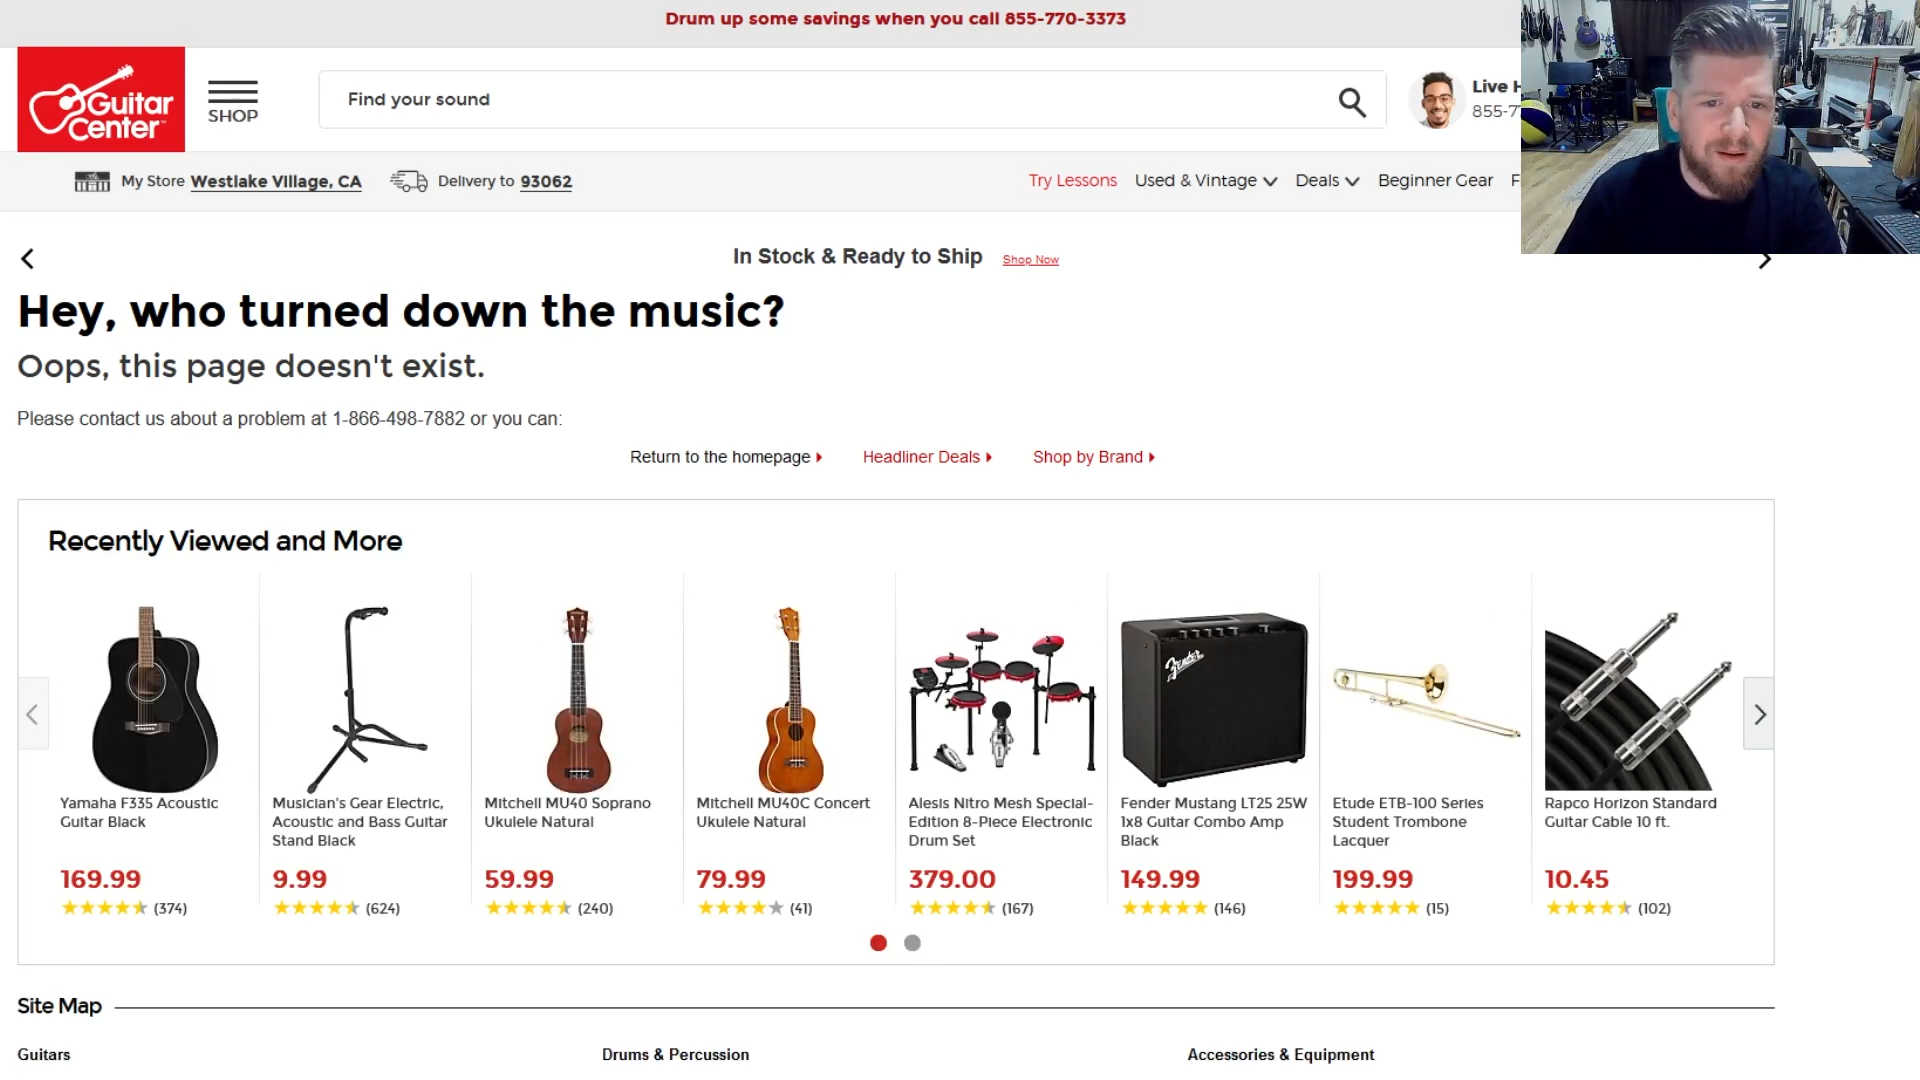 Drum up some savings when you call 855-770-3373
Guitar
Center
SHOP
Find your sound
Live H
855-7
My Store Westlake Village, CA
Delivery to 93062
Try Lessons
Used & Vintage
Deals
Beginner Gear
F
In Stock & Ready to Ship
Shop Now
Hey, who turned down the music?
Oops, this page doesn't exist.
Please contact us about a problem at 1-866-498-7882 or you can:
Return to the homepage
Headliner Deals
Shop by Brand
Recently Viewed and More
Fender
Yamaha F335 Acoustic
Guitar Black
169.99
(374)
Musician's Gear Electric,
Acoustic and Bass Guitar
Stand Black
9.99
(624)
Mitchell MU40 Soprano
Ukulele Natural
59.99
(240)
Mitchell MU40C Concert
Ukulele Natural
79.99
(41)
Alesis Nitro Mesh Special-
Edition 8-Piece Electronic
Drum Set
379.00
(167)
Fender Mustang LT25 25W
1x8 Guitar Combo Amp
Black
149.99
(146)
Etude ETB-100 Series
Student Trombone
Lacquer
199.99
(15)
Rapco Horizon Standard
Guitar Cable 10 ft.
10.45
(102)
Site Map
Guitars
Drums & Percussion
Accessories & Equipment